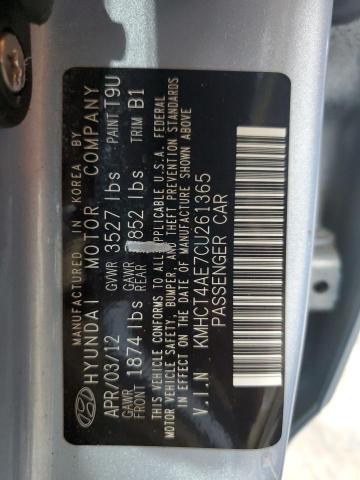 MANUFACTURED IN KOREA BY
HYUNDAI MOTOR COMPANY
APR/03/12 GVWR 3527 lbs PAINT T9U
GAWR FRONT 1874 lbs GAWR REAR 1852 lbs TRIM B1
THIS VEHICLE CONFORMS TO ALL APPLICABLE U.S.A. FEDERAL
MOTOR VEHICLE SAFETY, BUMPER, AND THEFT PREVENTION STANDARDS
IN EFFECT ON THE DATE OF MANUFACTURE SHOWN ABOVE
V.I.N KMHCT4AE7CU261365
PASSENGER CAR